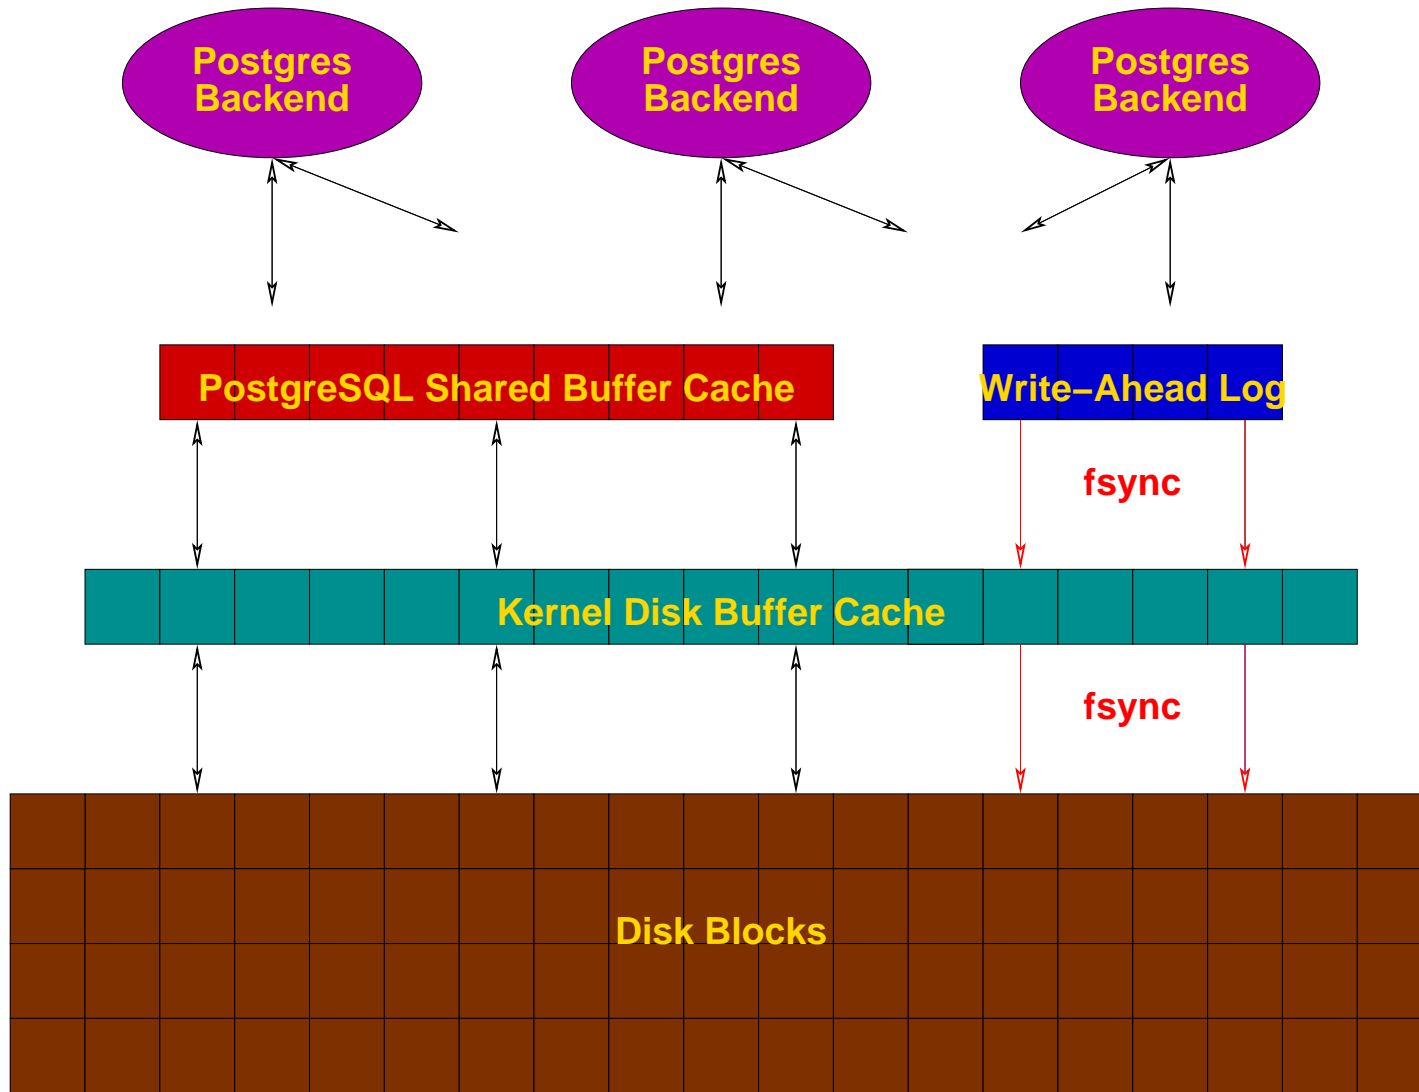 Postgres
Backend
Postgres
Backend
Postgres
Backend
PostgreSQL Shared Buffer Cache
Write−Ahead Log
fsync
Kernel Disk Buffer Cache
fsync
Disk Blocks